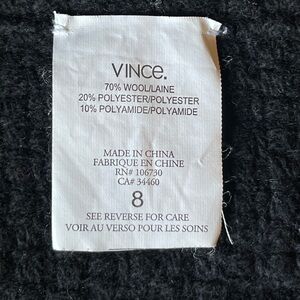 VINCE.
70% WOOL/LAINE
20% POLYESTER/POLYESTER
10% POLYAMIDE/POLYAMIDE
MADE IN CHINA
FABRIQUE EN CHINE
RN# 106730
CA# 34460
8
SEE REVERSE FOR CARE
VOIR AU VERSO POUR LES SOINS